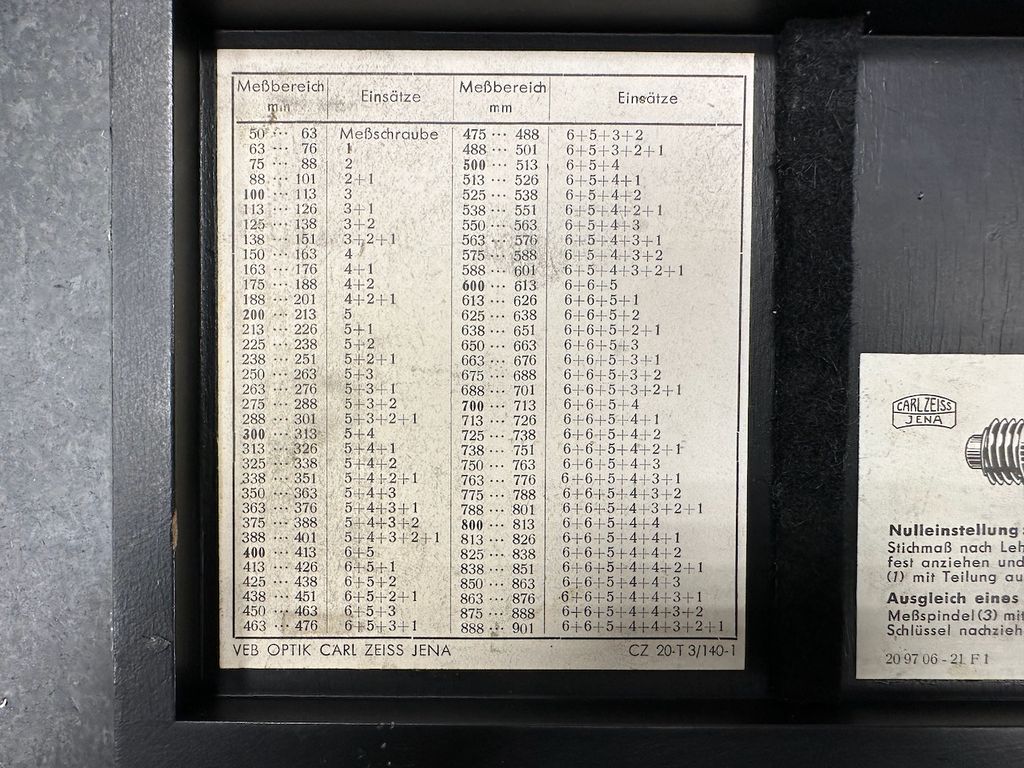 Meßbereich mm Einsätze Meßbereich mm Einsätze
50 ··· 63 Meßschraube 475 ··· 488 6+5+3+2
63 ··· 76 1 488 ··· 501 6+5+3+2+1
75 ··· 88 2 500 ··· 513 6+5+4
88 ··· 101 2+1 513 ··· 526 6+5+4+1
100 ··· 113 3 525 ··· 538 6+5+4+2
113 ··· 126 3+1 538 ··· 551 6+5+4+2+1
125 ··· 138 3+2 550 ··· 563 6+5+4+3
138 ··· 151 3+2+1 563 ··· 576 6+5+4+3+1
150 ··· 163 4 575 ··· 588 6+5+4+3+2
163 ··· 176 4+1 588 ··· 601 6+5+4+3+2+1
175 ··· 188 4+2 600 ··· 613 6+6+5
188 ··· 201 4+2+1 613 ··· 626 6+6+5+1
200 ··· 213 5 625 ··· 638 6+6+5+2
213 ··· 226 5+1 638 ··· 651 6+6+5+2+1
225 ··· 238 5+2 650 ··· 663 6+6+5+3
238 ··· 251 5+2+1 663 ··· 676 6+6+5+3+1
250 ··· 263 5+3 675 ··· 688 6+6+5+3+2
263 ··· 276 5+3+1 688 ··· 701 6+6+5+3+2+1
275 ··· 288 5+3+2 700 ··· 713 6+6+5+4
288 ··· 301 5+3+2+1 713 ··· 726 6+6+5+4+1
300 ··· 313 5+4 725 ··· 738 6+6+5+4+2
313 ··· 326 5+4+1 738 ··· 751 6+6+5+4+2+1
325 ··· 338 5+4+2 750 ··· 763 6+6+5+4+3
338 ··· 351 5+4+2+1 763 ··· 776 6+6+5+4+3+1
350 ··· 363 5+4+3 775 ··· 788 6+6+5+4+3+2
363 ··· 376 5+4+3+1 788 ··· 801 6+6+5+4+3+2+1
375 ··· 388 5+4+3+2 800 ··· 813 6+6+5+4+4
388 ··· 401 5+4+3+2+1 813 ··· 826 6+6+5+4+4+1
400 ··· 413 6+5 825 ··· 838 6+6+5+4+4+2
413 ··· 426 6+5+1 838 ··· 851 6+6+5+4+4+2+1
425 ··· 438 6+5+2 850 ··· 863 6+6+5+4+4+3
438 ··· 451 6+5+2+1 863 ··· 876 6+6+5+4+4+3+1
450 ··· 463 6+5+3 875 ··· 888 6+6+5+4+4+3+2
463 ··· 476 6+5+3+1 888 ··· 901 6+6+5+4+4+3+2+1
VEB OPTIK CARL ZEISS JENA CZ 20-T 3/140-1
CARL ZEISS
JENA
Nulleinstellung:
Stichmaß nach Leh
fest anziehen und
(1) mit Teilung au
Ausgleich eines
Meßspindel (3) mi
Schlüssel nachzieh
20 97 06 - 21 F 1